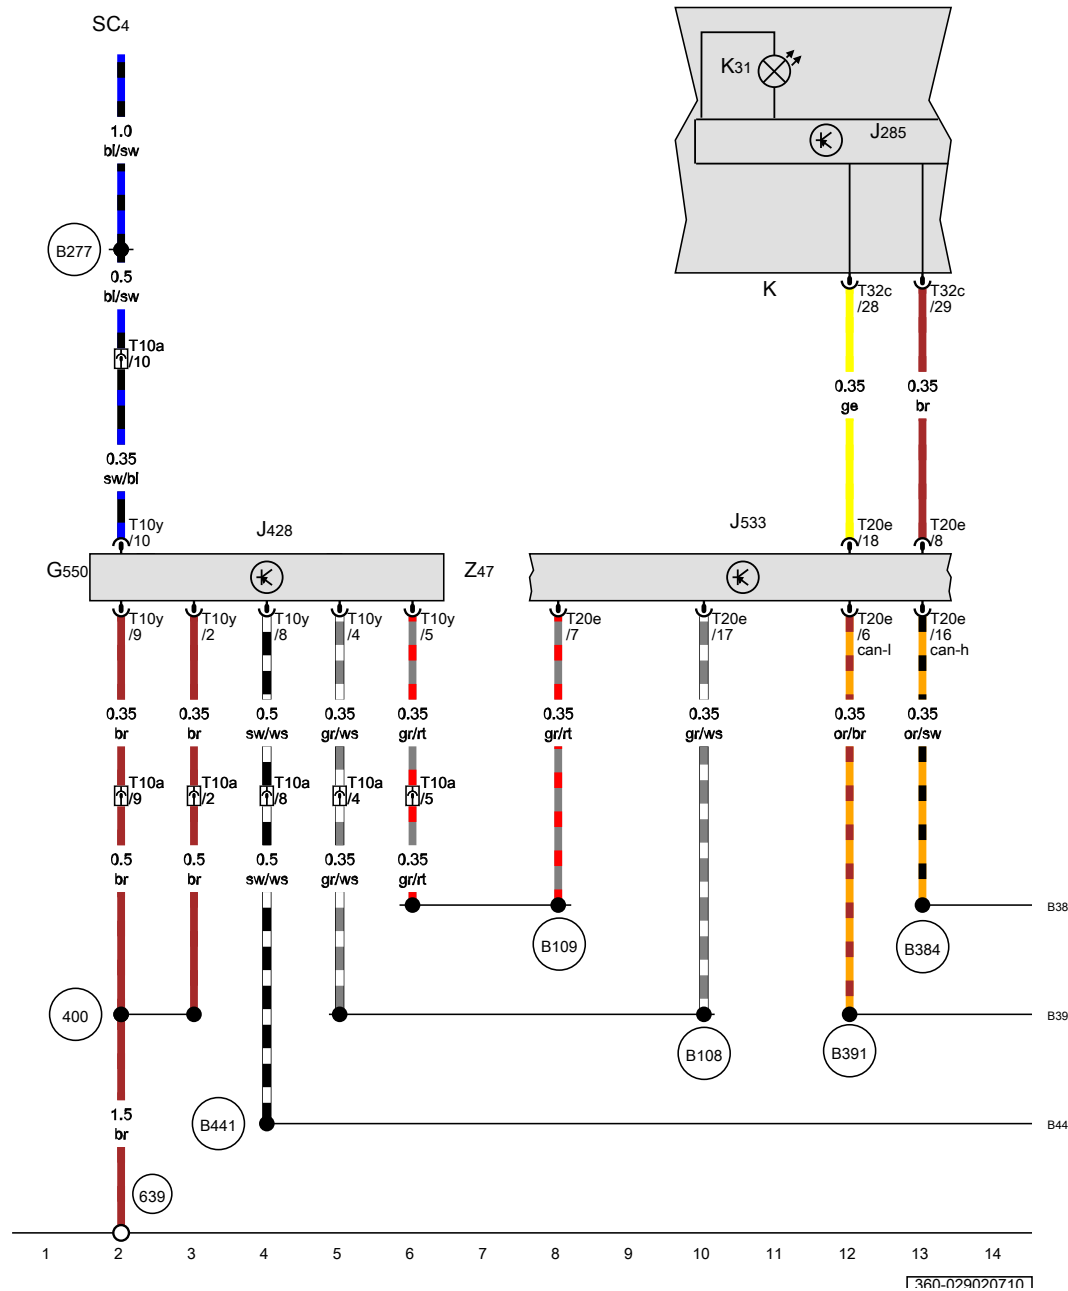 SC4
K31
J285
1.0
bl/sw
B277
0.5
bl/sw
K
T32c
/28
T32c
/29
T10a
/10
0.35
ge
0.35
br
0.35
sw/bl
T10y
/10
J428
J533
T20e
/18
T20e
/8
G550
Z47
T10y
/9
T10y
/2
T10y
/8
T10y
/4
T10y
/5
T20e
/7
T20e
/17
T20e
/6
can-l
T20e
/16
can-h
0.35
br
0.35
br
0.5
sw/ws
0.35
gr/ws
0.35
gr/rt
0.35
gr/rt
0.35
gr/ws
0.35
or/br
0.35
or/sw
T10a
/9
T10a
/2
T10a
/8
T10a
/4
T10a
/5
0.5
br
0.5
br
0.5
sw/ws
0.35
gr/ws
0.35
gr/rt
B38
B109
B384
400
B39
B108
B391
B441
B44
1.5
br
639
1 2 3 4 5 6 7 8 9 10 11 12 13 14
360-029020710